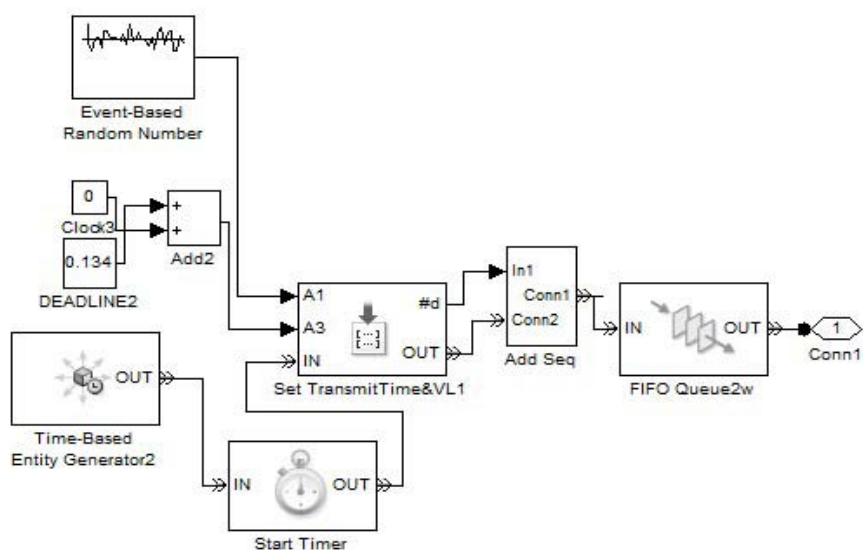 Event-Based
Random Number
0
Clock3
+
+
Add2
0.134
DEADLINE2
A1
#d
A3
[...]
IN
OUT
Set TransmitTime&VL1
In1
Conn1
Conn2
Add Seq
IN
OUT
FIFO Queue2w
1
Conn1
OUT
Time-Based
Entity Generator2
IN
OUT
Start Timer